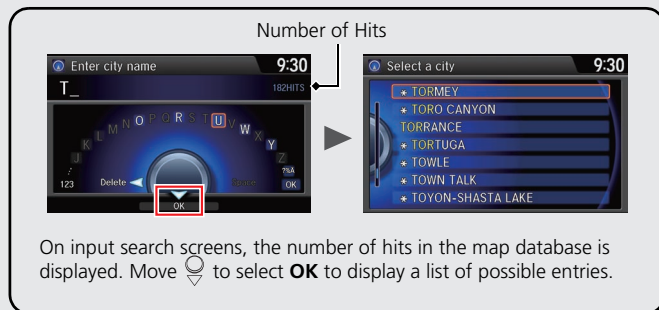 Number of Hits
Enter city name 9:30
T_ 182HITS
J K L M N O P Q R S T U V W X Y Z
123 Delete Space ?%A OK
OK
Select a city 9:30
* TORMEY
* TORO CANYON
TORRANCE
* TORTUGA
* TOWLE
* TOWN TALK
* TOYON-SHASTA LAKE
On input search screens, the number of hits in the map database is
displayed. Move to select OK to display a list of possible entries.